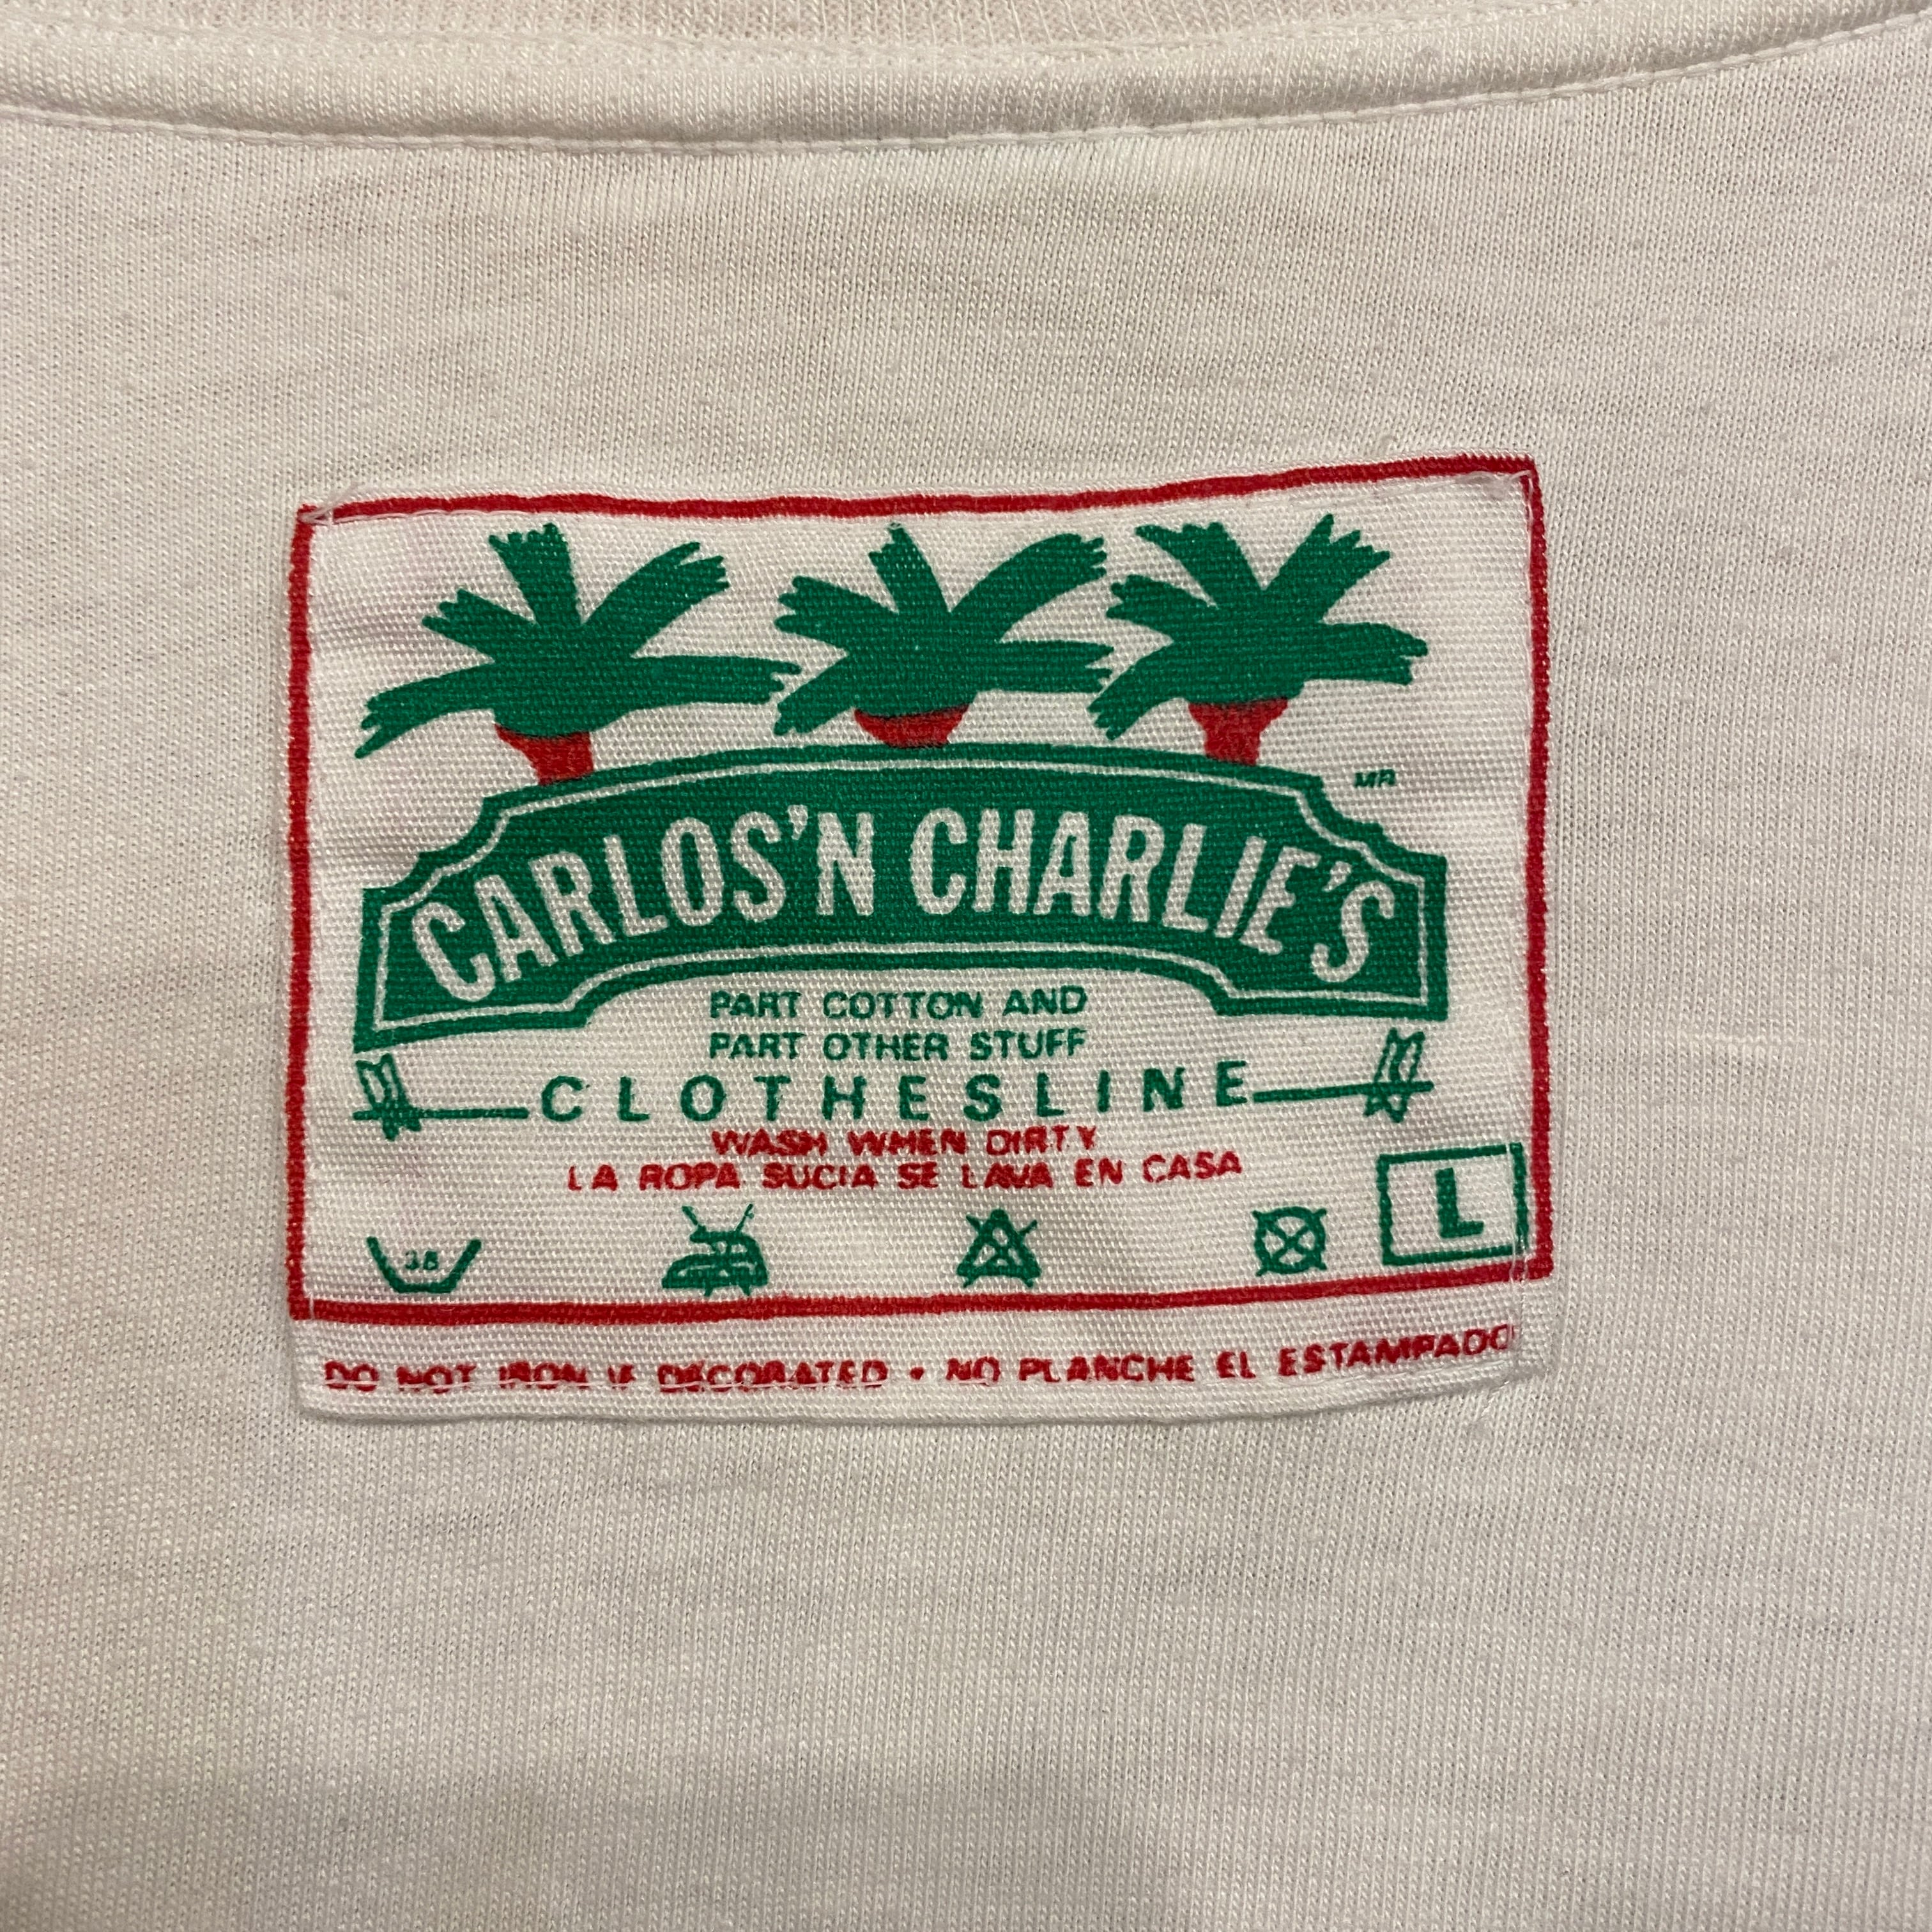 MR
CARLOS'N CHARLIE'S
PART COTTON AND
PART OTHER STUFF
CLOTHESLINE
WASH WHEN DIRTY
LA ROPA SUCIA SE LAVA EN CASA
L
DO NOT IRON IF DECORATED • NO PLANCHE EL ESTAMPADO